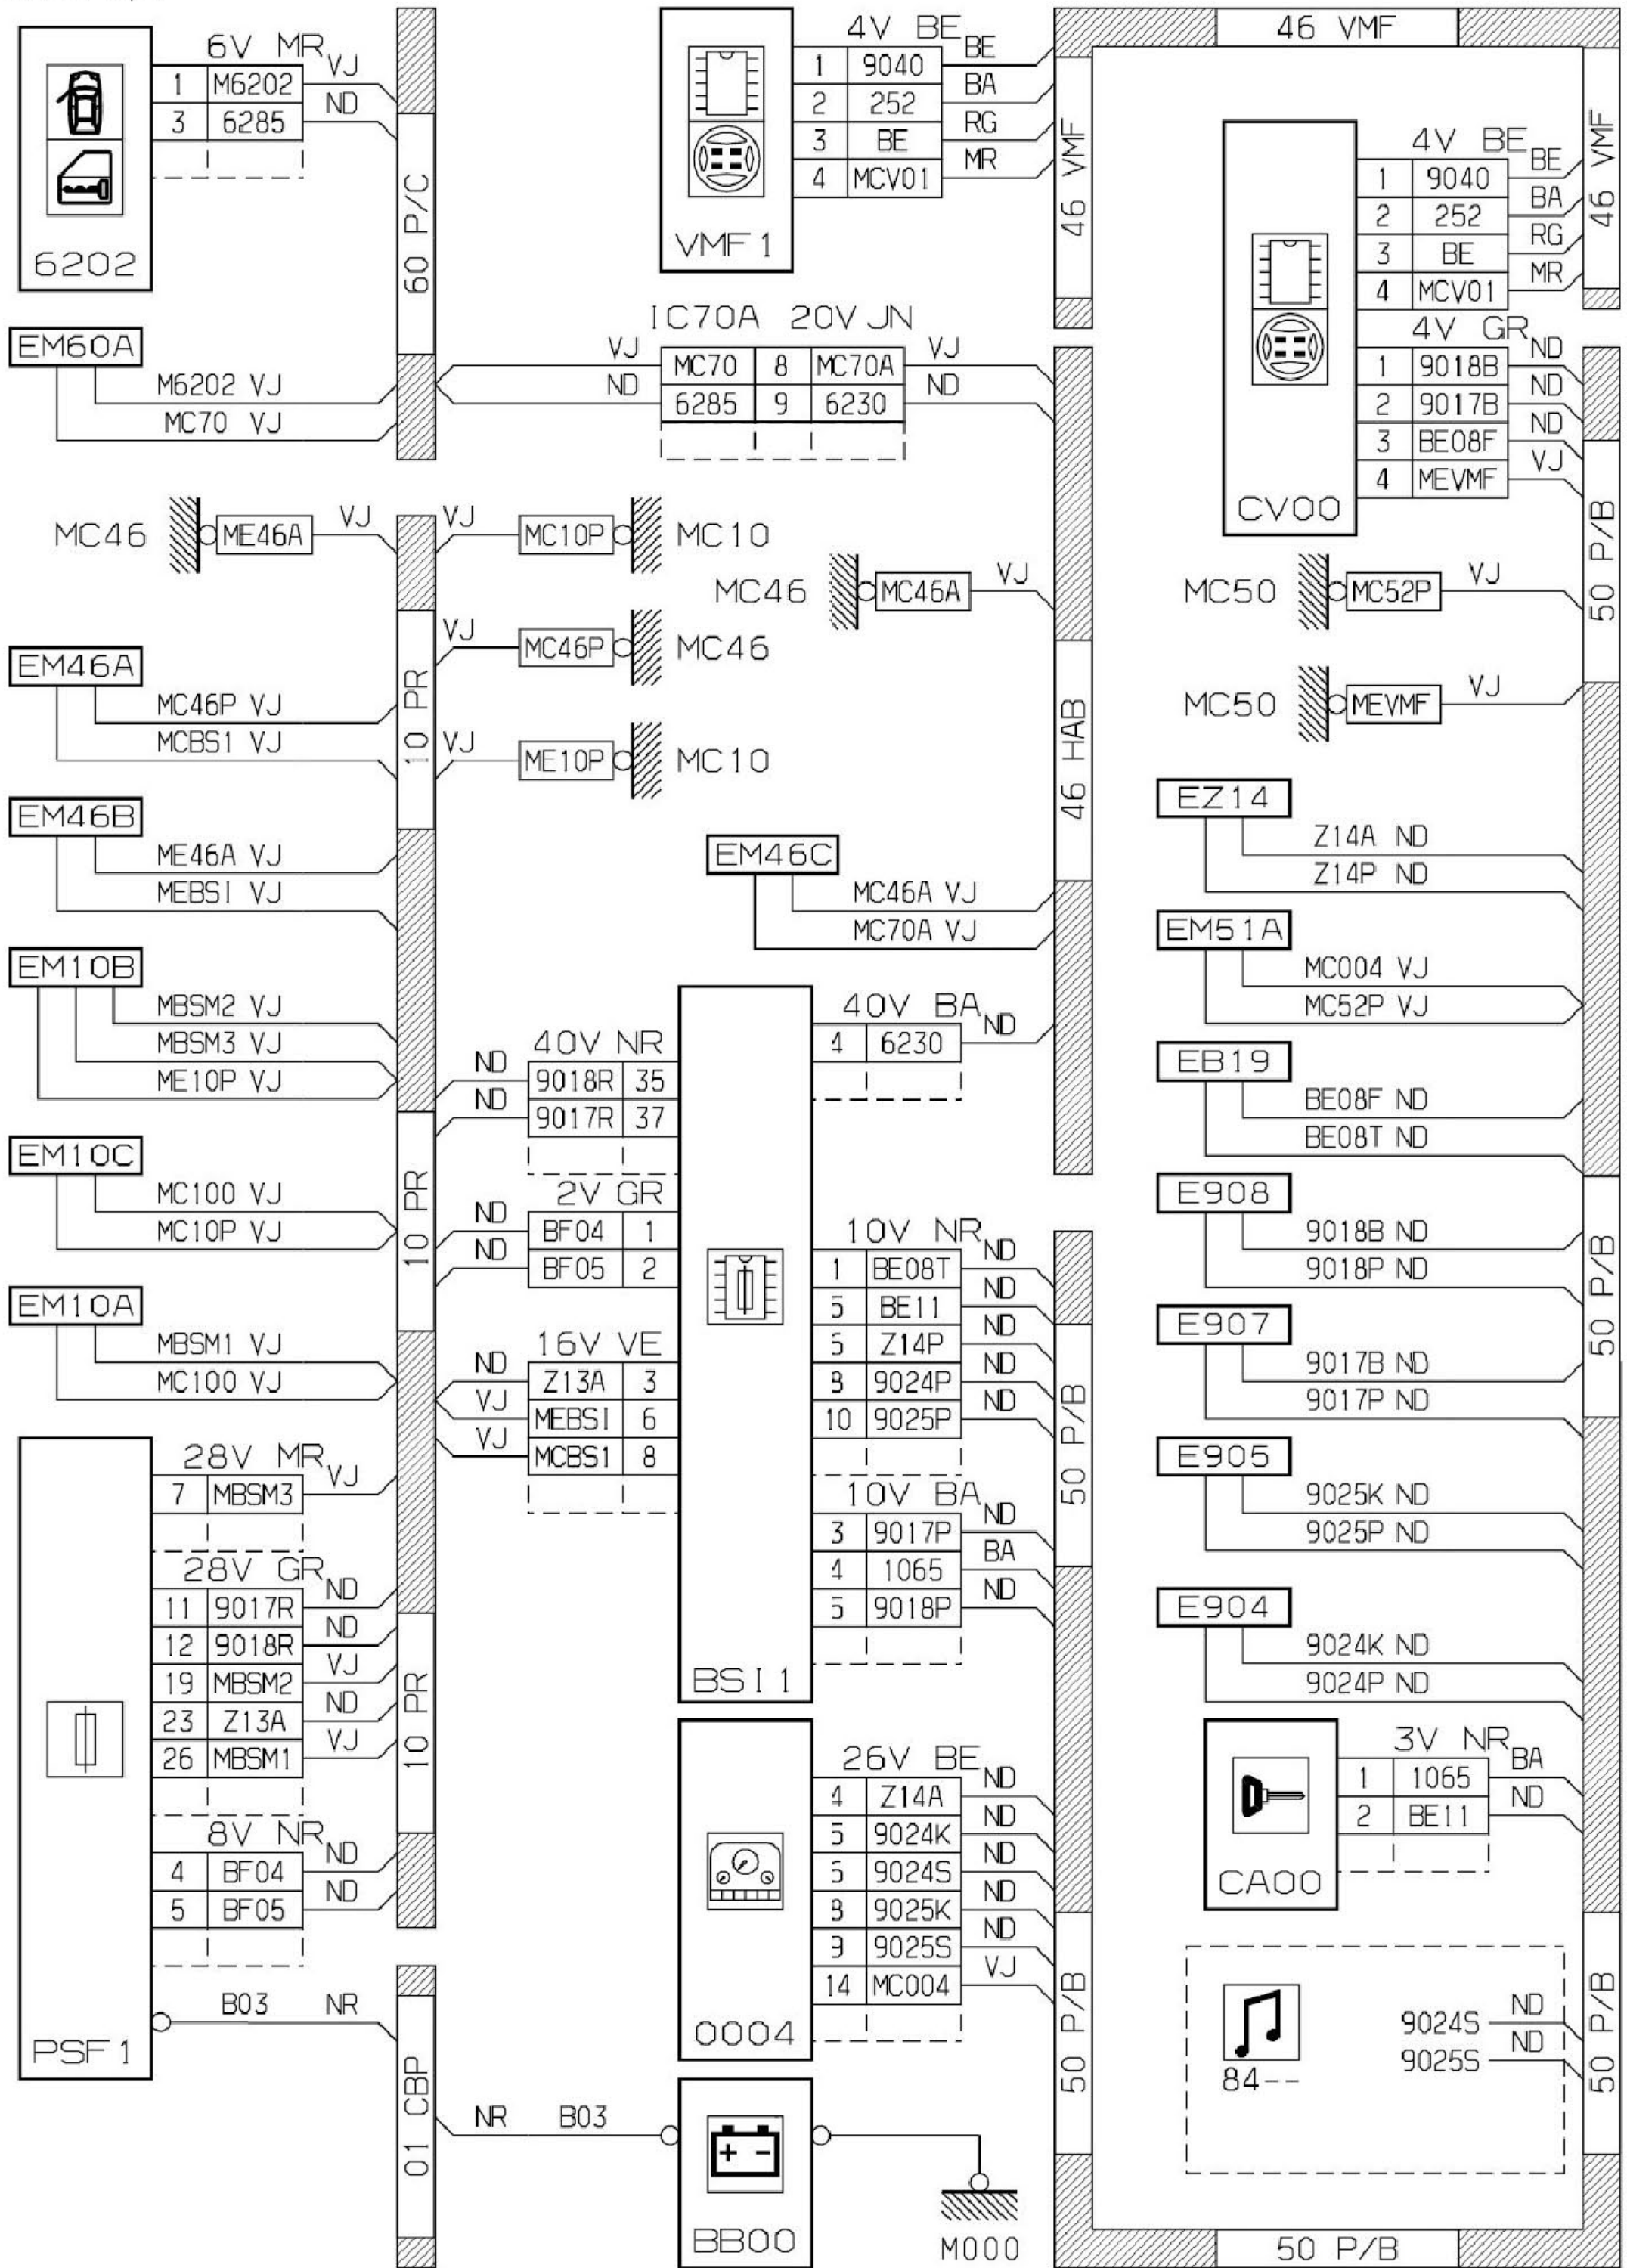 6V MR
1 M6202 VJ
3 6285 ND
6202
60 P/C
EM60A
M6202 VJ
MC70 VJ
4V BE
1 9040 BE
2 252 BA
3 BE RG
4 MCV01 MR
VMF1
46 VMF
46 VMF
46 VMF
4V BE
1 9040 BE
2 252 BA
3 BE RG
4 MCV01 MR
4V GR
1 9018B ND
2 9017B ND
3 BE08F ND
4 MEVMF VJ
CV00
IC70A 20V JN
VJ MC70 8 MC70A VJ
ND 6285 9 6230 ND
MC46 ME46A VJ
VJ MC10P MC10
VJ MC46P MC46
VJ ME10P MC10
10 PR
EM46A
MC46P VJ
MCBS1 VJ
EM46B
ME46A VJ
MEBSI VJ
EM10B
MBSM2 VJ
MBSM3 VJ
ME10P VJ
EM10C
MC100 VJ
MC10P VJ
10 PR
EM10A
MBSM1 VJ
MC100 VJ
MC46 MC46A VJ
46 HAB
EM46C
MC46A VJ
MC70A VJ
MC50 MC52P VJ
MC50 MEVMF VJ
50 P/B
EZ14
Z14A ND
Z14P ND
EM51A
MC004 VJ
MC52P VJ
EB19
BE08F ND
BE08T ND
E908
9018B ND
9018P ND
50 P/B
E907
9017B ND
9017P ND
E905
9025K ND
9025P ND
E904
9024K ND
9024P ND
40V BA
4 6230 ND
40V NR
ND 9018R 35
ND 9017R 37
2V GR
ND BF04 1
ND BF05 2
16V VE
ND Z13A 3
VJ MEBSI 6
VJ MCBS1 8
10V NR
1 BE08T ND
5 BE11 ND
Z14P ND
9024P ND
10 9025P ND
10V BA
3 9017P ND
4 1065 BA
5 9018P ND
BSI1
50 P/B
28V MR
7 MBSM3 VJ
28V GR
11 9017R ND
12 9018R ND
19 MBSM2 VJ
23 Z13A ND
26 MBSM1 VJ
8V NR
4 BF04 ND
5 BF05 ND
B03 NR
PSF1
10 PR
01 CBP
26V BE
4 Z14A ND
5 9024K ND
9024S ND
9025K ND
9025S ND
14 MC004 VJ
0004
50 P/B
NR B03
+ -
BB00
M000
3V NR
1 1065 BA
2 BE11 ND
CA00
84--
9024S ND
9025S ND
50 P/B
50 P/B